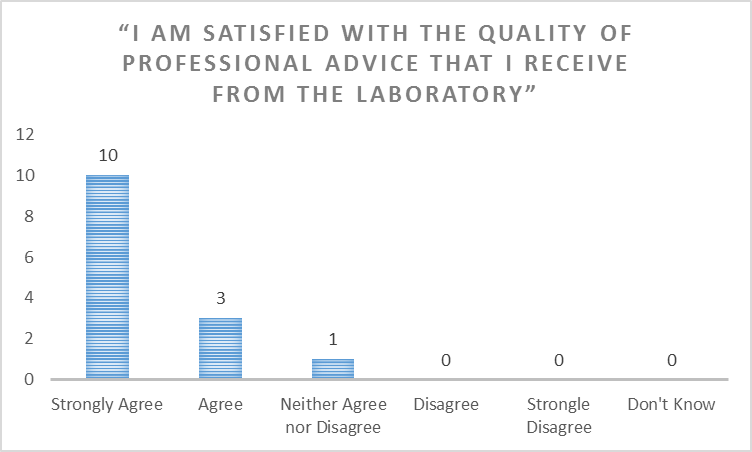 “I AM SATISFIED WITH THE QUALITY OF
PROFESSIONAL ADVICE THAT I RECEIVE
FROM THE LABORATORY”
12
10
8
6
4
2
0
10
3
1
0
0
0
Strongly Agree
Agree
Neither Agree
nor Disagree
Disagree
Strongle
Disagree
Don't Know